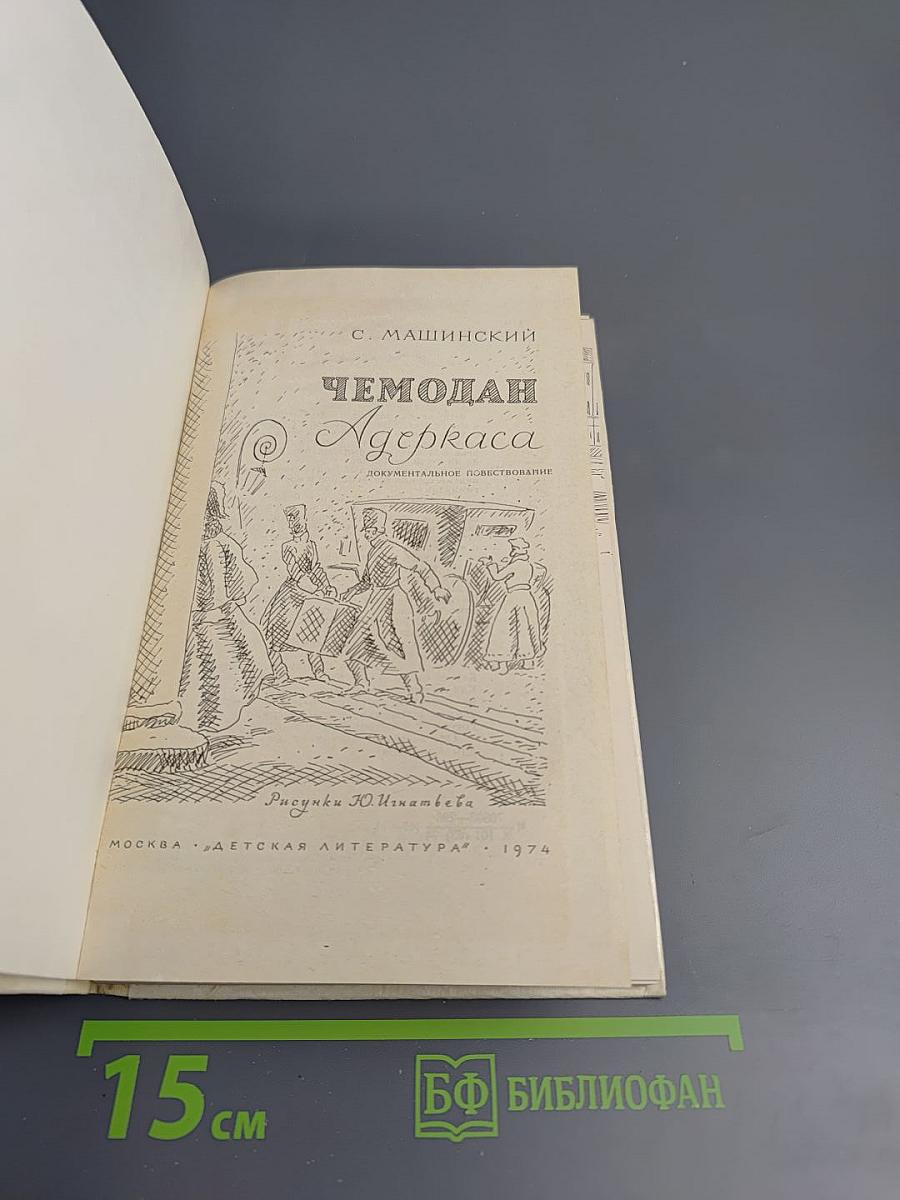 С. МАШИНСКИЙ
ЧЕМОДАН
Адеркаса
ДОКУМЕНТАЛЬНОЕ ПОВЕСТВОВАНИЕ
Рисунки Ю. Игнатьева
МОСКВА · „ДЕТСКАЯ ЛИТЕРАТУРА" · 1974
15 СМ
БФ БИБЛИОФАН